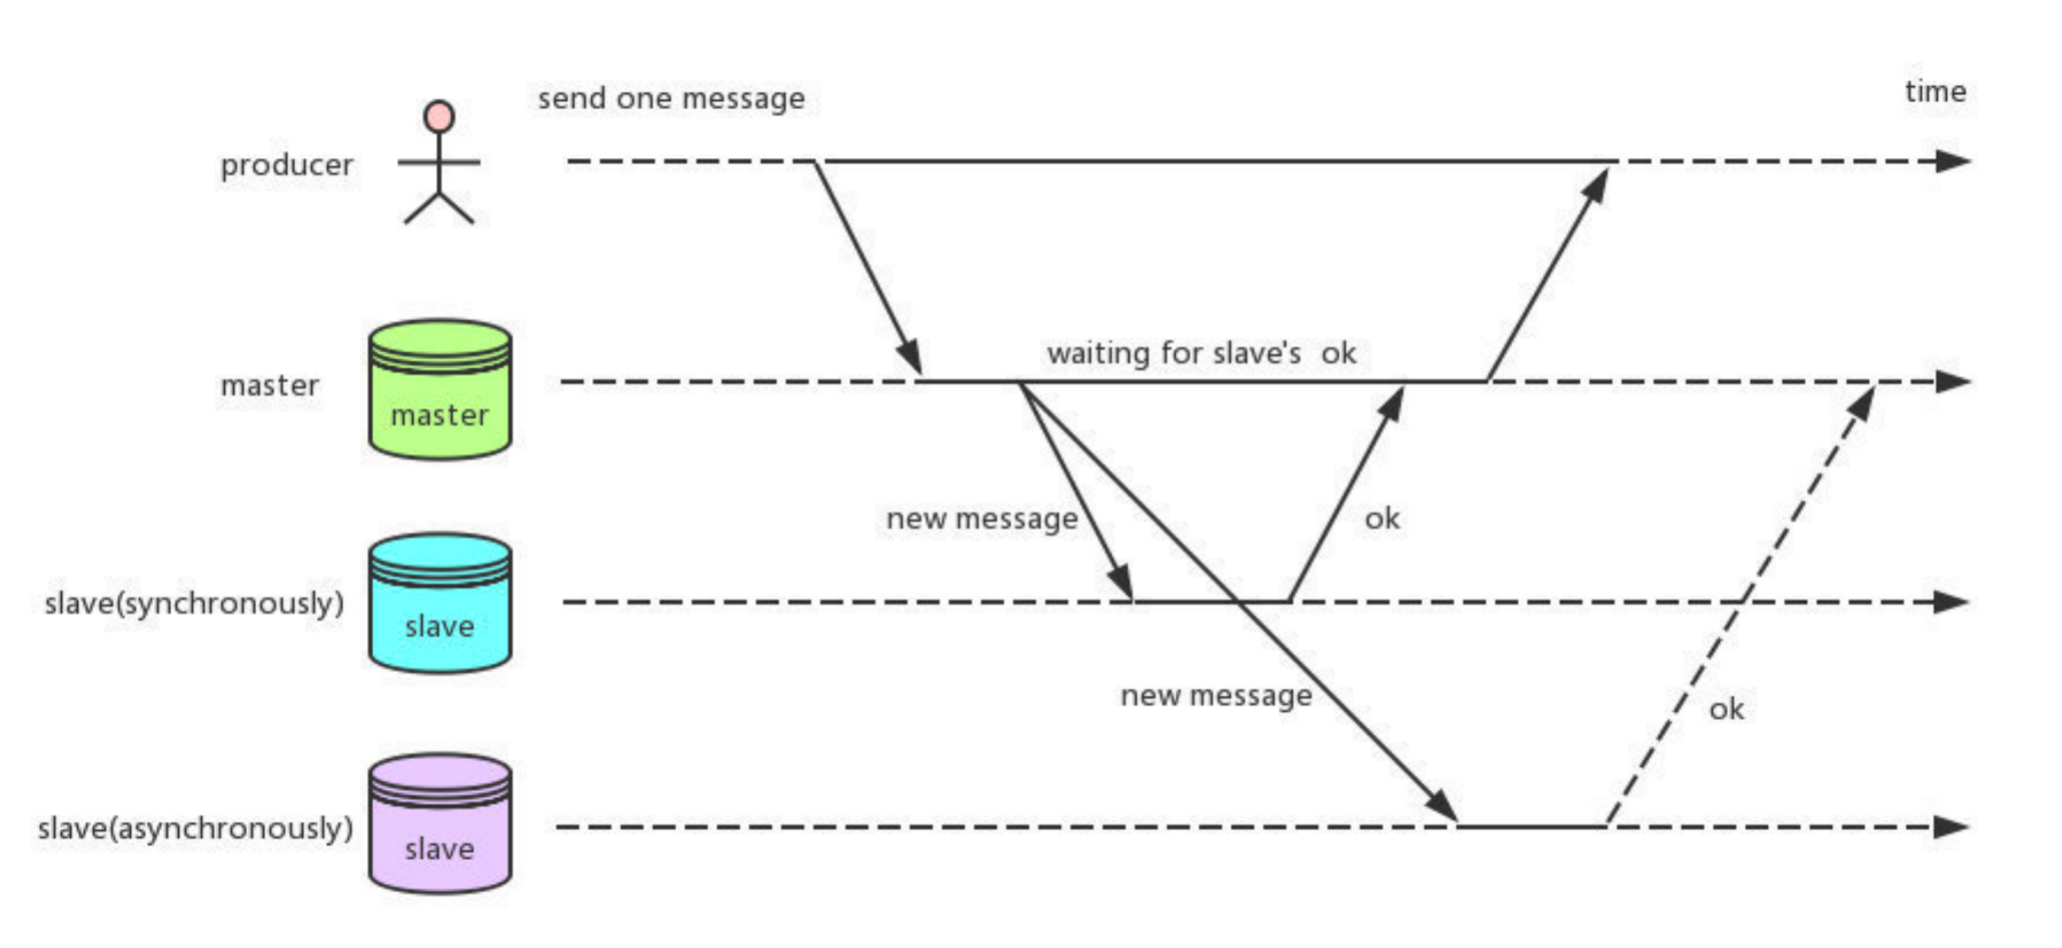 send one message
time
producer
waiting for slave's ok
master
master
new message
ok
slave(synchronously)
slave
new message
ok
slave(asynchronously)
slave